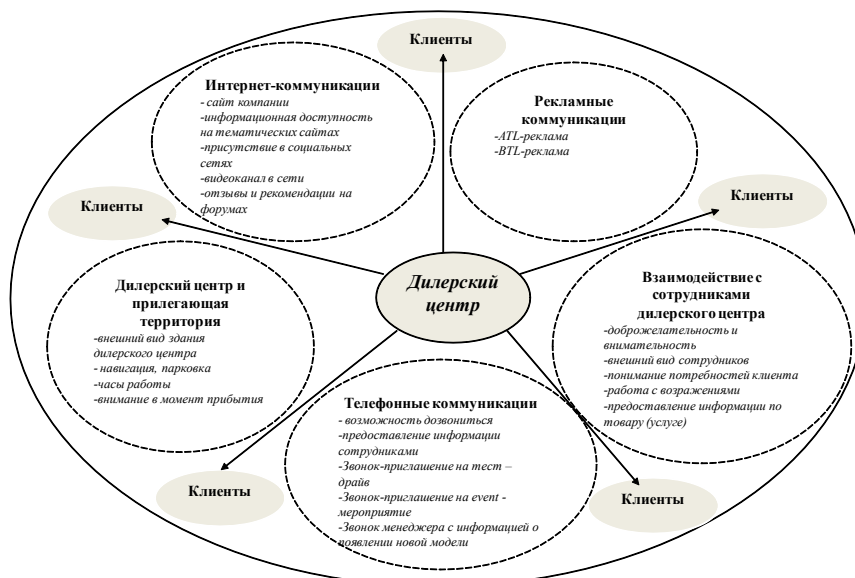 Клиенты
Интернет-коммуникации
- сайт компании
-информационная доступность
на тематических сайтах
-присутствие в социальных
сетях
-видеоканал в сети
-отзывы и рекомендации на
форумах
Рекламные
коммуникации
-ATL-реклама
-BTL-реклама
Клиенты
Клиенты
Дилерский
центр
Дилерский центр и
прилегающая
территория
-внешний вид здания
дилерского центра
- навигация, парковка
-часы работы
-внимание в момент прибытия
Взаимодействие с
сотрудниками
дилерского центра
-доброжелательность и
внимательность
-внешний вид сотрудников
-понимание потребностей клиента
-работа с возражениями
-предоставление информации по
товару (услуге)
Телефонные коммуникации
- возможность дозвониться
-предоставление информации
сотрудниками
-Звонок-приглашение на тест –
драйв
-Звонок-приглашение на event -
мероприятие
-Звонок менеджера с информацией о
появлении новой модели
Клиенты
Клиенты